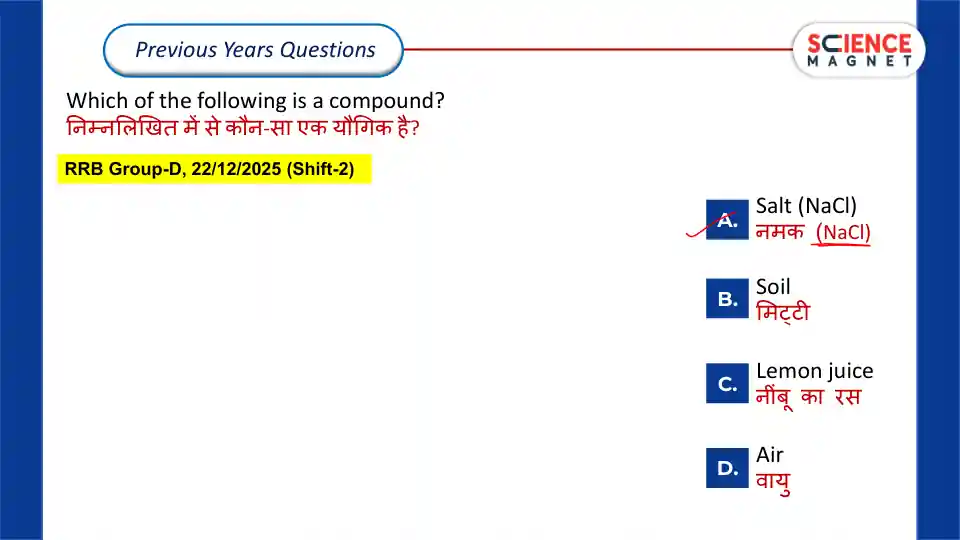 Previous Years Questions
SCIENCE
MAGNET
Which of the following is a compound?
निम्नलिखित में से कौन-सा एक यौगिक है?
RRB Group-D, 22/12/2025 (Shift-2)
A. Salt (NaCl)
नमक (NaCl)
B. Soil
मिट्टी
C. Lemon juice
नींबू का रस
D. Air
वायु